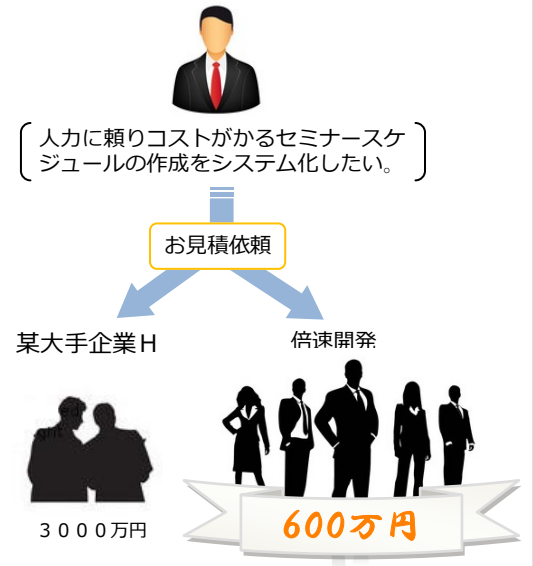 人力に頼りコストがかるセミナースケ
ジュールの作成をシステム化したい。
お見積依頼
某大手企業H
倍速開発
3000万円
600万円